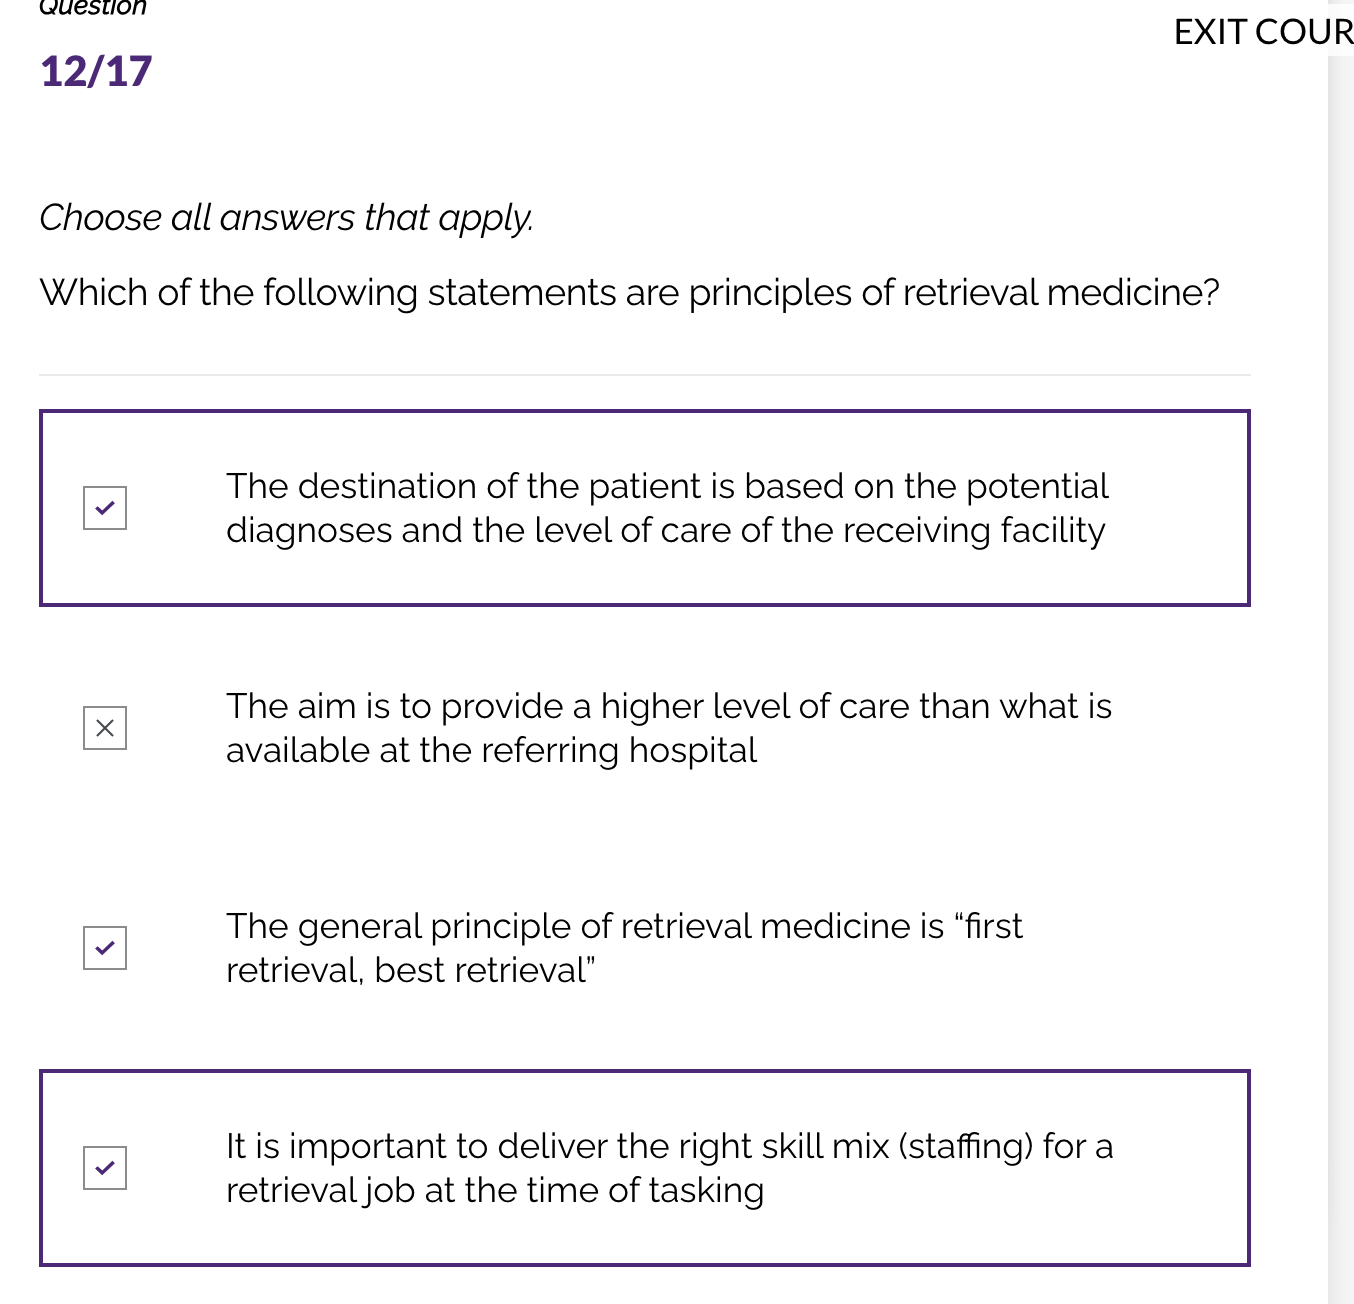 Question
EXIT COUR
12/17
Choose all answers that apply.
Which of the following statements are principles of retrieval medicine?
The destination of the patient is based on the potential
diagnoses and the level of care of the receiving facility
The aim is to provide a higher level of care than what is
available at the referring hospital
The general principle of retrieval medicine is “first
retrieval, best retrieval”
It is important to deliver the right skill mix (staffing) for a
retrieval job at the time of tasking